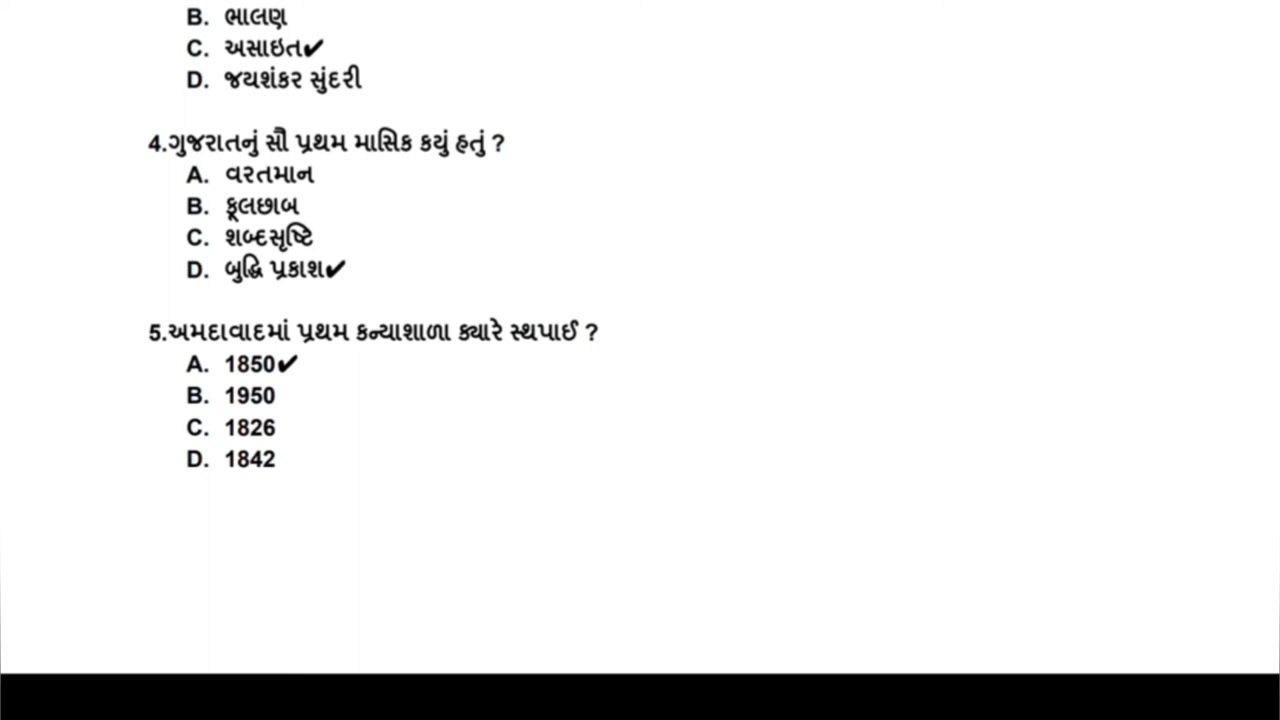 B. ભાલણ
C. અસાઇત✔
D. જયશંકર સુંદરી
4.ગુજરાતનું સૌ પ્રથમ માસિક કયું હતું ?
A. વરતમાન
B. ફૂલછાબ
C. શબ્દસૃષ્ટિ
D. બુદ્ધિ પ્રકાશ✔
5.અમદાવાદમાં પ્રથમ કન્યાશાળા ક્યારે સ્થપાઈ ?
A. 1850✔
B. 1950
C. 1826
D. 1842